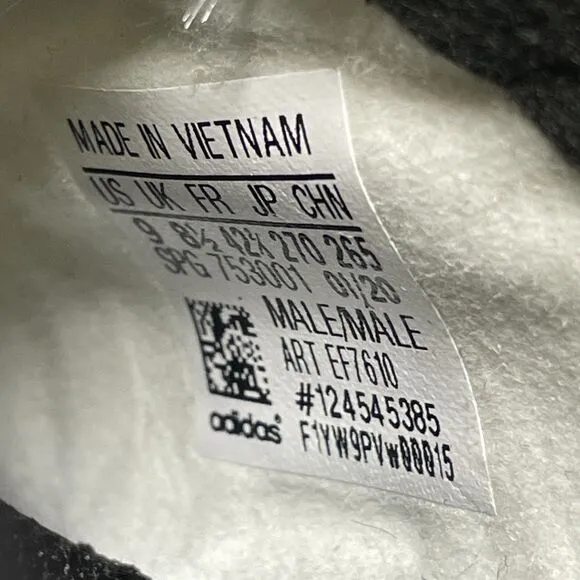 MADE IN VIETNAM
US UK FR JP CHN
9 8½ 42⅔ 270 265
SPG 753001 01/20
MALE/MÂLE
ART EF7610
#124545385
adidas F1YW9PVW00015